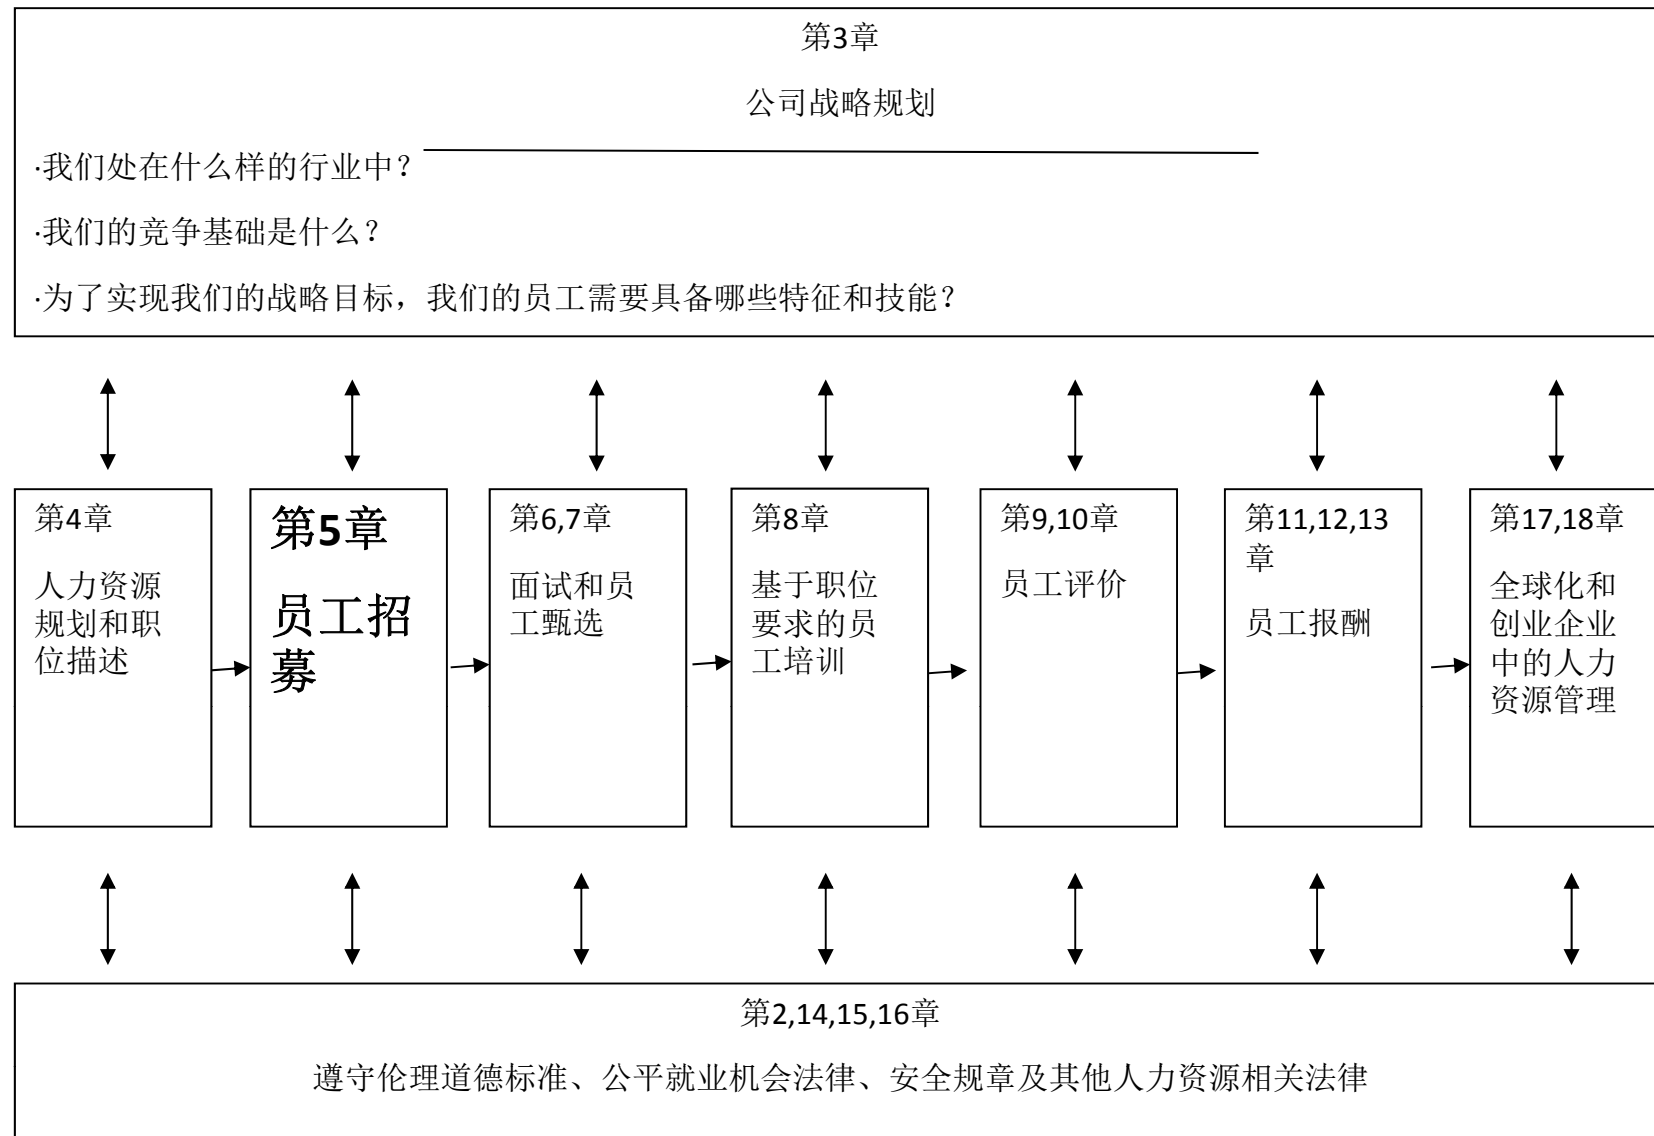 第3章
公司战略规划
·我们处在什么样的行业中？
·我们的竞争基础是什么？
·为了实现我们的战略目标，我们的员工需要具备哪些特征和技能？
第4章
人力资源
规划和职
位描述
第5章
员工招
募
第6,7章
面试和员
工甄选
第8章
基于职位
要求的员
工培训
第9,10章
员工评价
第11,12,13
章
员工报酬
第17,18章
全球化和
创业企业
中的人力
资源管理
第2,14,15,16章
遵守伦理道德标准、公平就业机会法律、安全规章及其他人力资源相关法律